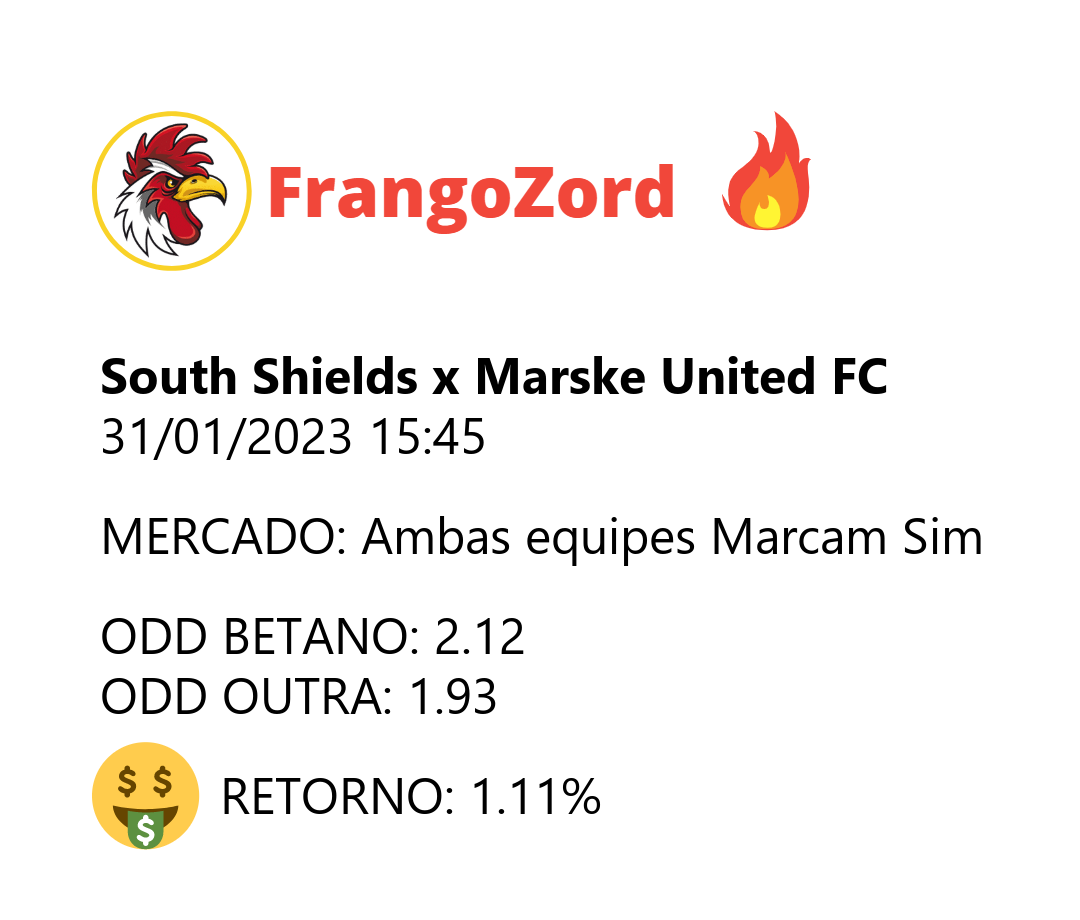 FrangoZord
South Shields x Marske United FC
31/01/2023 15:45
MERCADO: Ambas equipes Marcam Sim
ODD BETANO: 2.12
ODD OUTRA: 1.93
$ $
$
RETORNO: 1.11%